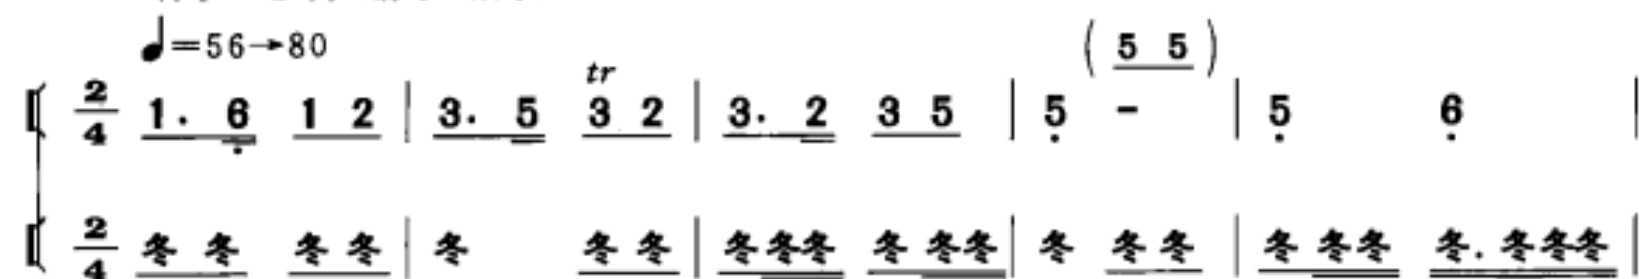 ♩=56→80
( 5 5 )
2/4 1. 6 1 2 | 3. 5 tr 3 2 | 3. 2 3 5 | 5 - | 5 6 |
2/4 冬 冬 冬 冬 | 冬 冬 冬 | 冬 冬冬 冬 冬冬 | 冬 冬 冬 | 冬 冬冬 冬. 冬冬冬 |